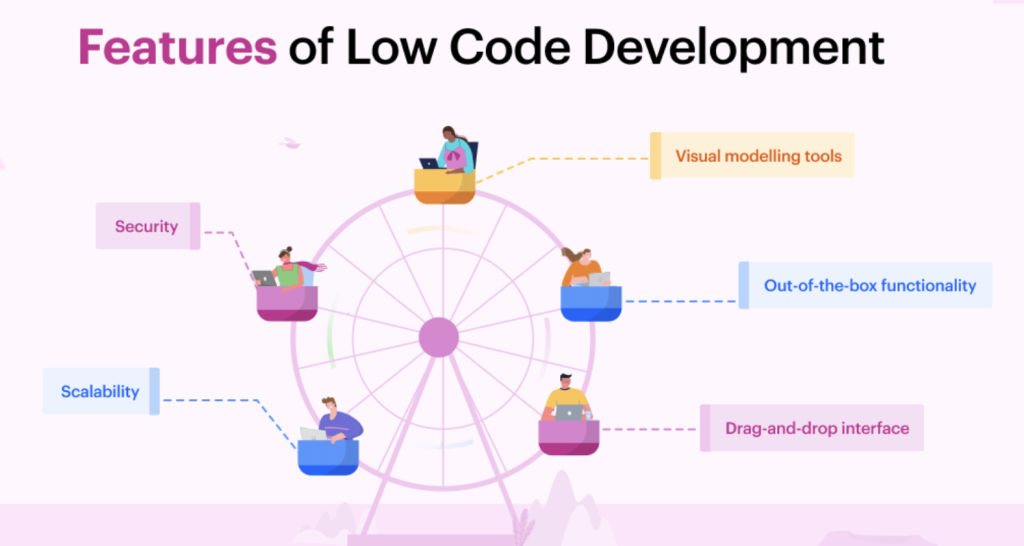 Features of Low Code Development
Visual modelling tools
Security
Out-of-the-box functionality
Scalability
Drag-and-drop interface